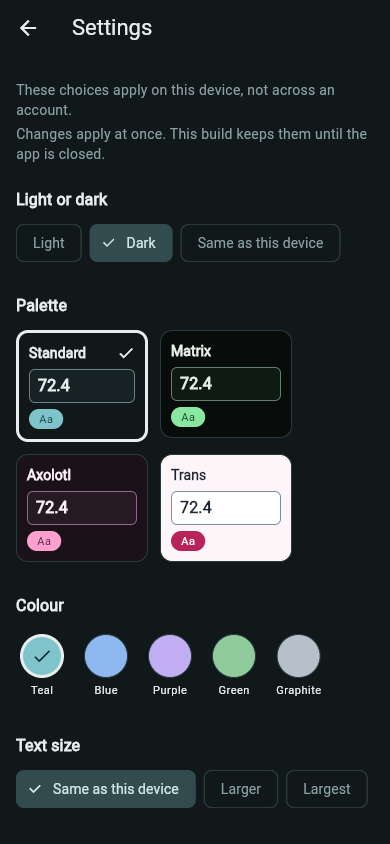 Settings
These choices apply on this device, not across an
account.
Changes apply at once. This build keeps them until the
app is closed.
Light or dark
Light
Dark
Same as this device
Palette
Standard
72.4
Aa
Matrix
72.4
Aa
Axolotl
72.4
Aa
Trans
72.4
Aa
Colour
Teal
Blue
Purple
Green
Graphite
Text size
Same as this device
Larger
Largest